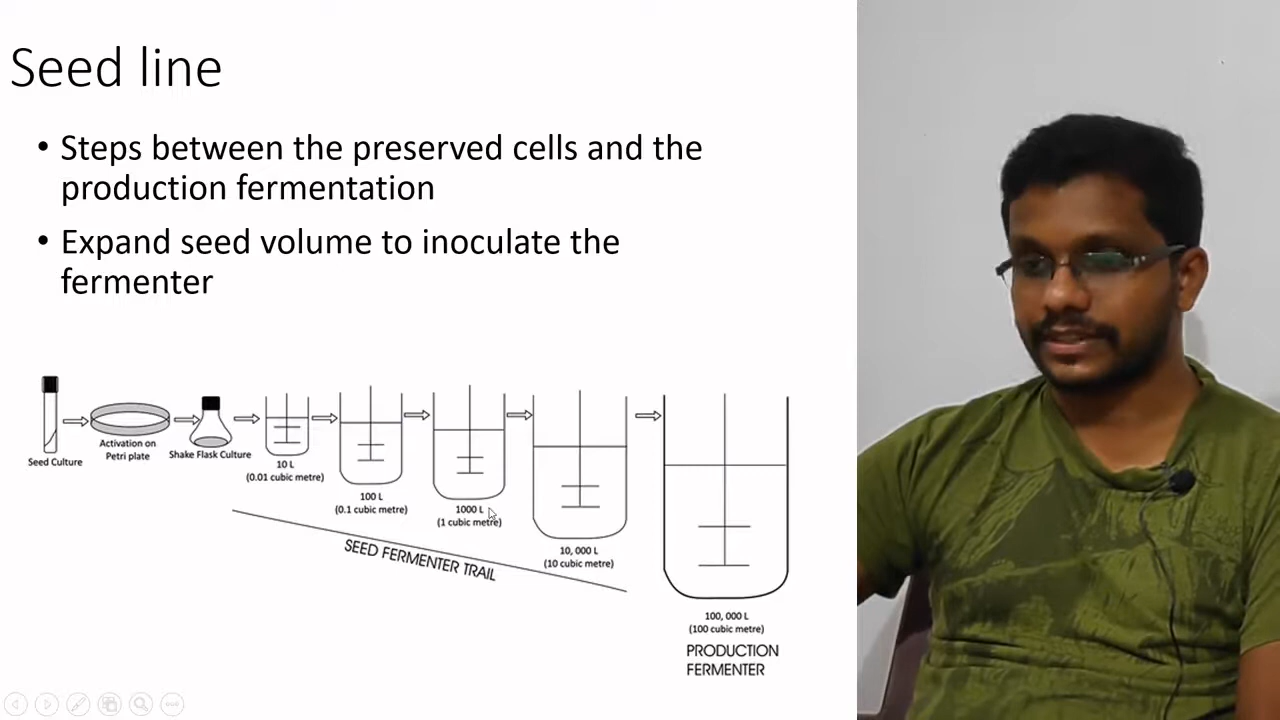 Seed line
• Steps between the preserved cells and the
production fermentation
• Expand seed volume to inoculate the
fermenter
Seed Culture
Activation on
Petri plate
Shake Flask Culture
10 L
(0.01 cubic metre)
100 L
(0.1 cubic metre)
1000 L
(1 cubic metre)
10, 000 L
(10 cubic metre)
SEED FERMENTER TRAIL
100, 000 L
(100 cubic metre)
PRODUCTION
FERMENTER